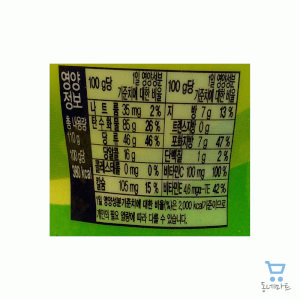 영양정보
총 내용량 110 g
100 g당
380 kcal
100 g당 1일 영양성분 기준치에 대한 비율
나트륨 35 mg 2%
탄수화물 85 g 26%
당류 46 g 46%
당알콜 16 g
콜레스테롤 0 mg 0%
칼슘 105 mg 15%
100 g당 1일 영양성분 기준치에 대한 비율
지방 7 g 13%
트랜스지방 0 g
포화지방 7 g 47%
단백질 1 g 2%
비타민C 100 mg 100%
비타민E 4.6 mg α-TE 42%
1일 영양성분 기준치에 대한 비율(%)은 2,000 kcal 기준이므로
개인의 필요 열량에 따라 다를 수 있습니다.